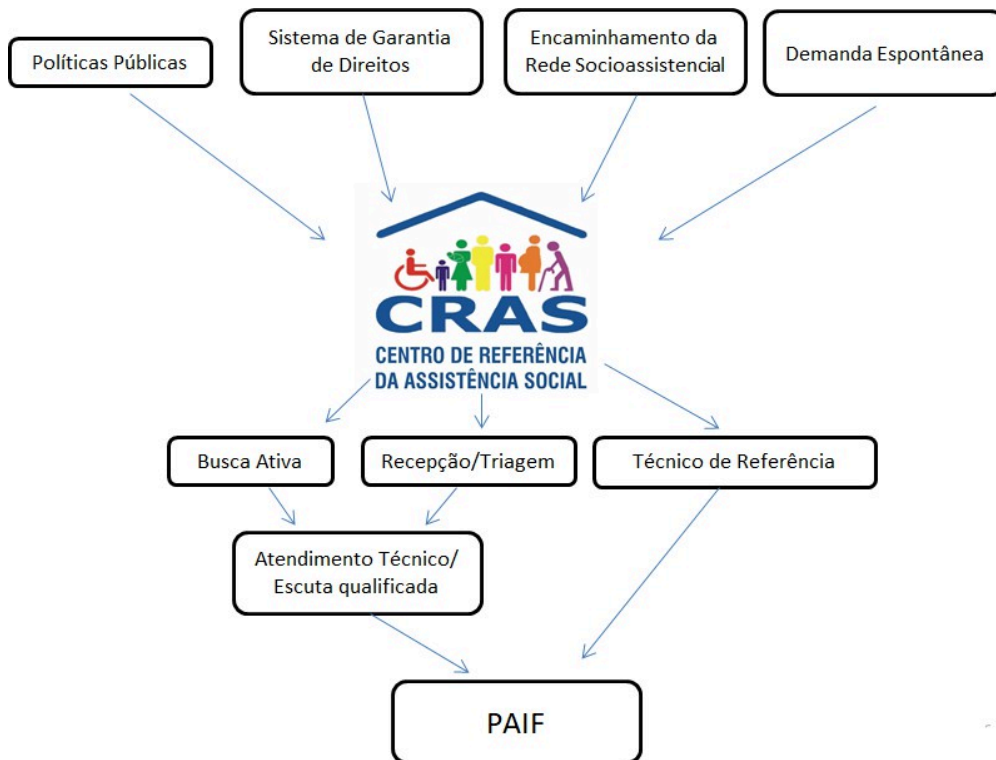 Políticas Públicas
Sistema de Garantia
de Direitos
Encaminhamento da
Rede Socioassistencial
Demanda Espontânea
CRAS
CENTRO DE REFERÊNCIA
DA ASSISTÊNCIA SOCIAL
Busca Ativa
Recepção/Triagem
Técnico de Referência
Atendimento Técnico/
Escuta qualificada
PAIF